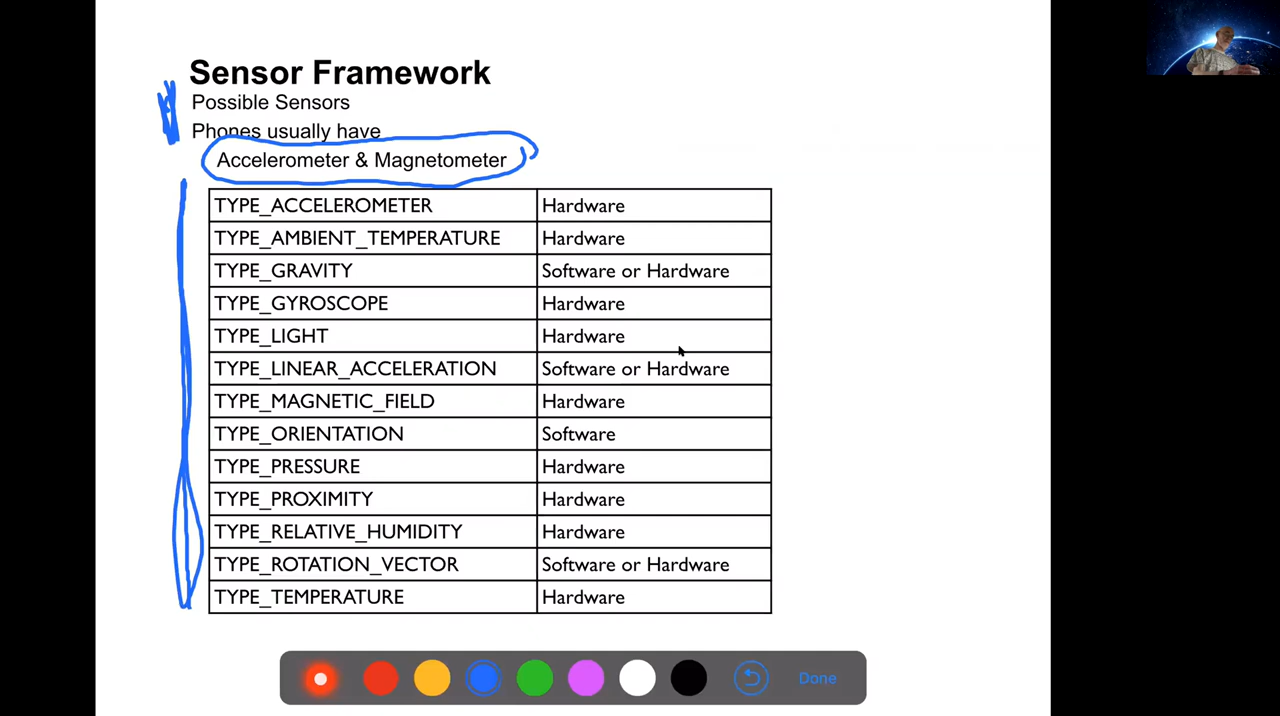 Sensor Framework
Possible Sensors
Phones usually have
Accelerometer & Magnetometer
TYPE_ACCELEROMETER Hardware
TYPE_AMBIENT_TEMPERATURE Hardware
TYPE_GRAVITY Software or Hardware
TYPE_GYROSCOPE Hardware
TYPE_LIGHT Hardware
TYPE_LINEAR_ACCELERATION Software or Hardware
TYPE_MAGNETIC_FIELD Hardware
TYPE_ORIENTATION Software
TYPE_PRESSURE Hardware
TYPE_PROXIMITY Hardware
TYPE_RELATIVE_HUMIDITY Hardware
TYPE_ROTATION_VECTOR Software or Hardware
TYPE_TEMPERATURE Hardware
Done